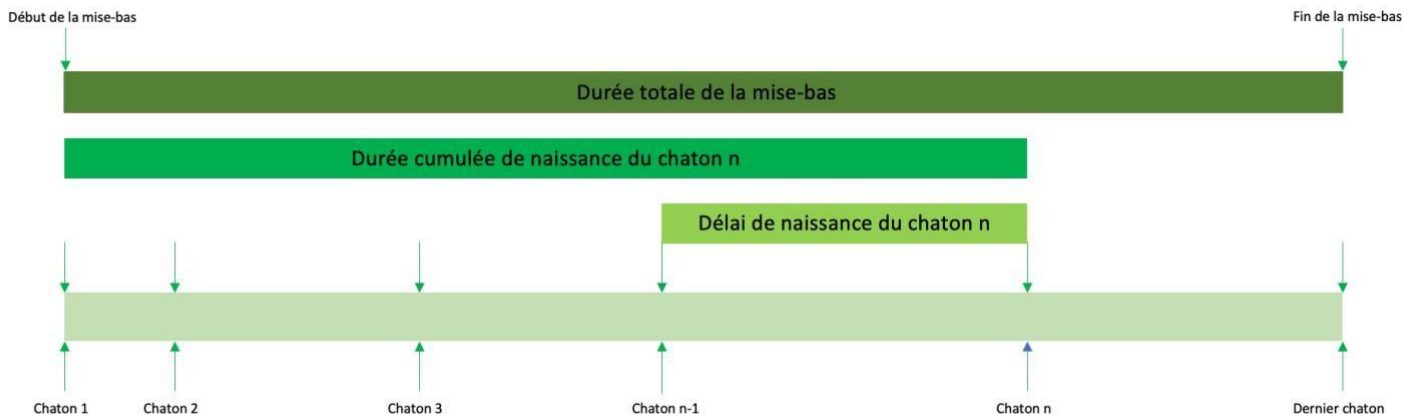 Début de la mise-bas
Fin de la mise-bas
Durée totale de la mise-bas
Durée cumulée de naissance du chaton n
Délai de naissance du chaton n
Chaton 1
Chaton 2
Chaton 3
Chaton n-1
Chaton n
Dernier chaton